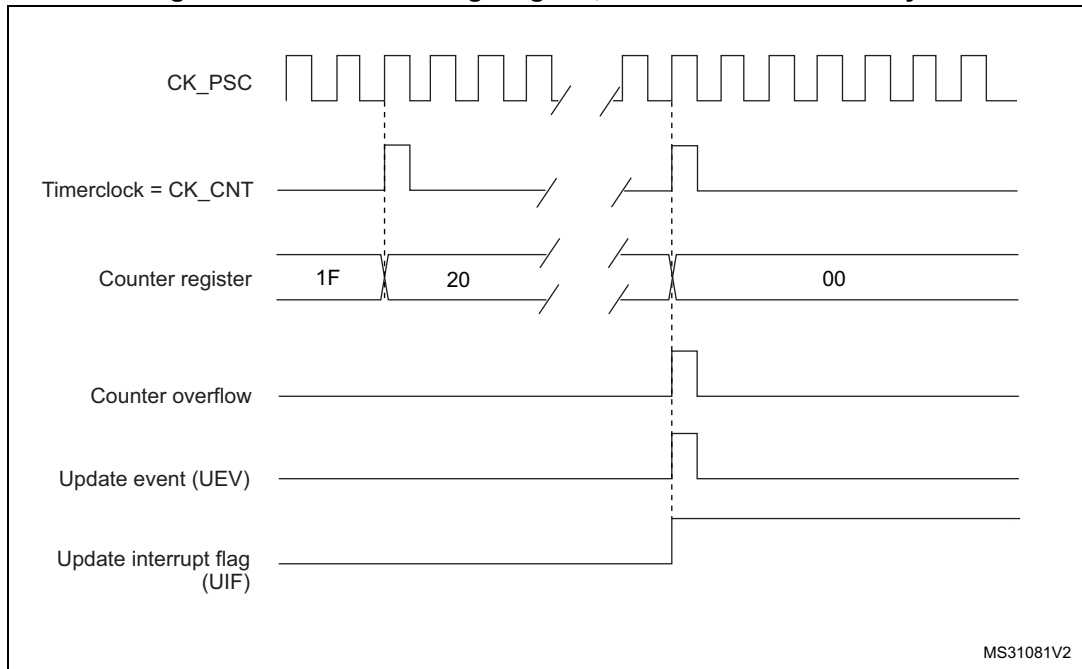 CK_PSC
Timerclock = CK_CNT
Counter register
1F
20
00
Counter overflow
Update event (UEV)
Update interrupt flag
(UIF)
MS31081V2